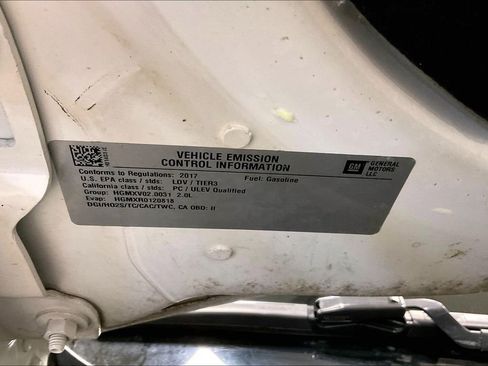 VEHICLE EMISSION
CONTROL INFORMATION
GM
GENERAL
MOTORS
LLC
Conforms to Regulations: 2017
U.S. EPA class / stds: LDV / TIER3
Fuel: Gasoline
California class / stds: PC / ULEV Qualified
Group: HGMXV02.0031 2.0L
Evap: HGMXR0120818
DGI/HO2S/TC/CAC/TWC, CA OBD: II